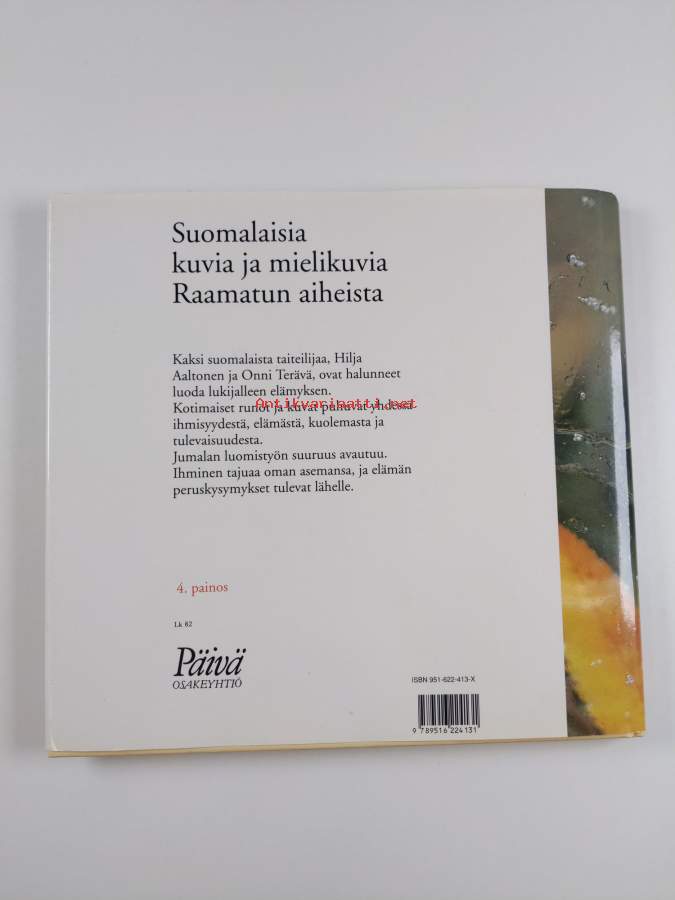 Suomalaisia
kuvia ja mielikuvia
Raamatun aiheista
Kaksi suomalaista taiteilijaa, Hilja
Aaltonen ja Onni Terävä, ovat halunneet
luoda lukijalleen elämyksen.
Antikvariaatti.net
Kotimaiset runot ja kuvat puhuvat yhdessä
ihmisyydestä, elämästä, kuolemasta ja
tulevaisuudesta.
Jumalan luomistyön suuruus avautuu.
Ihminen tajuaa oman asemansa, ja elämän
peruskysymykset tulevat lähelle.
4. painos
Lk 62
Päivä
OSAKEYHTIÖ
ISBN 951-622-413-X
9 789516 224131